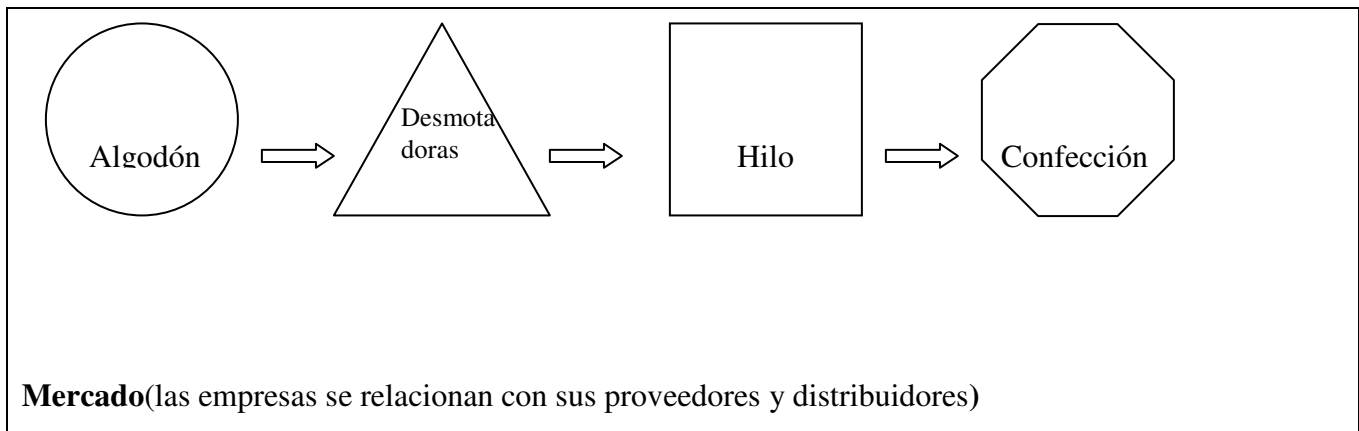 Algodón
Desmota
doras
Hilo
Confección
Mercado(las empresas se relacionan con sus proveedores y distribuidores)